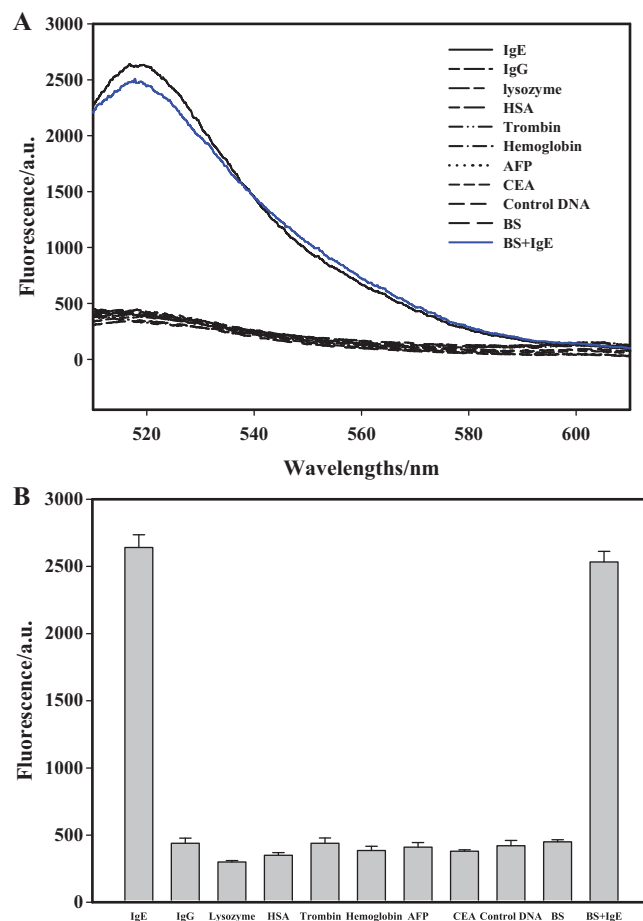 A
3000
2500
2000
1500
1000
500
0
Fluorescence/a.u.
IgE
IgG
lysozyme
HSA
Trombin
Hemoglobin
AFP
CEA
Control DNA
BS
BS+IgE
520 540 560 580 600
Wavelengths/nm
B
3000
2500
2000
1500
1000
500
0
Fluorescence/a.u.
IgE IgG Lysozyme HSA Trombin Hemoglobin AFP CEA Control DNA BS BS+IgE